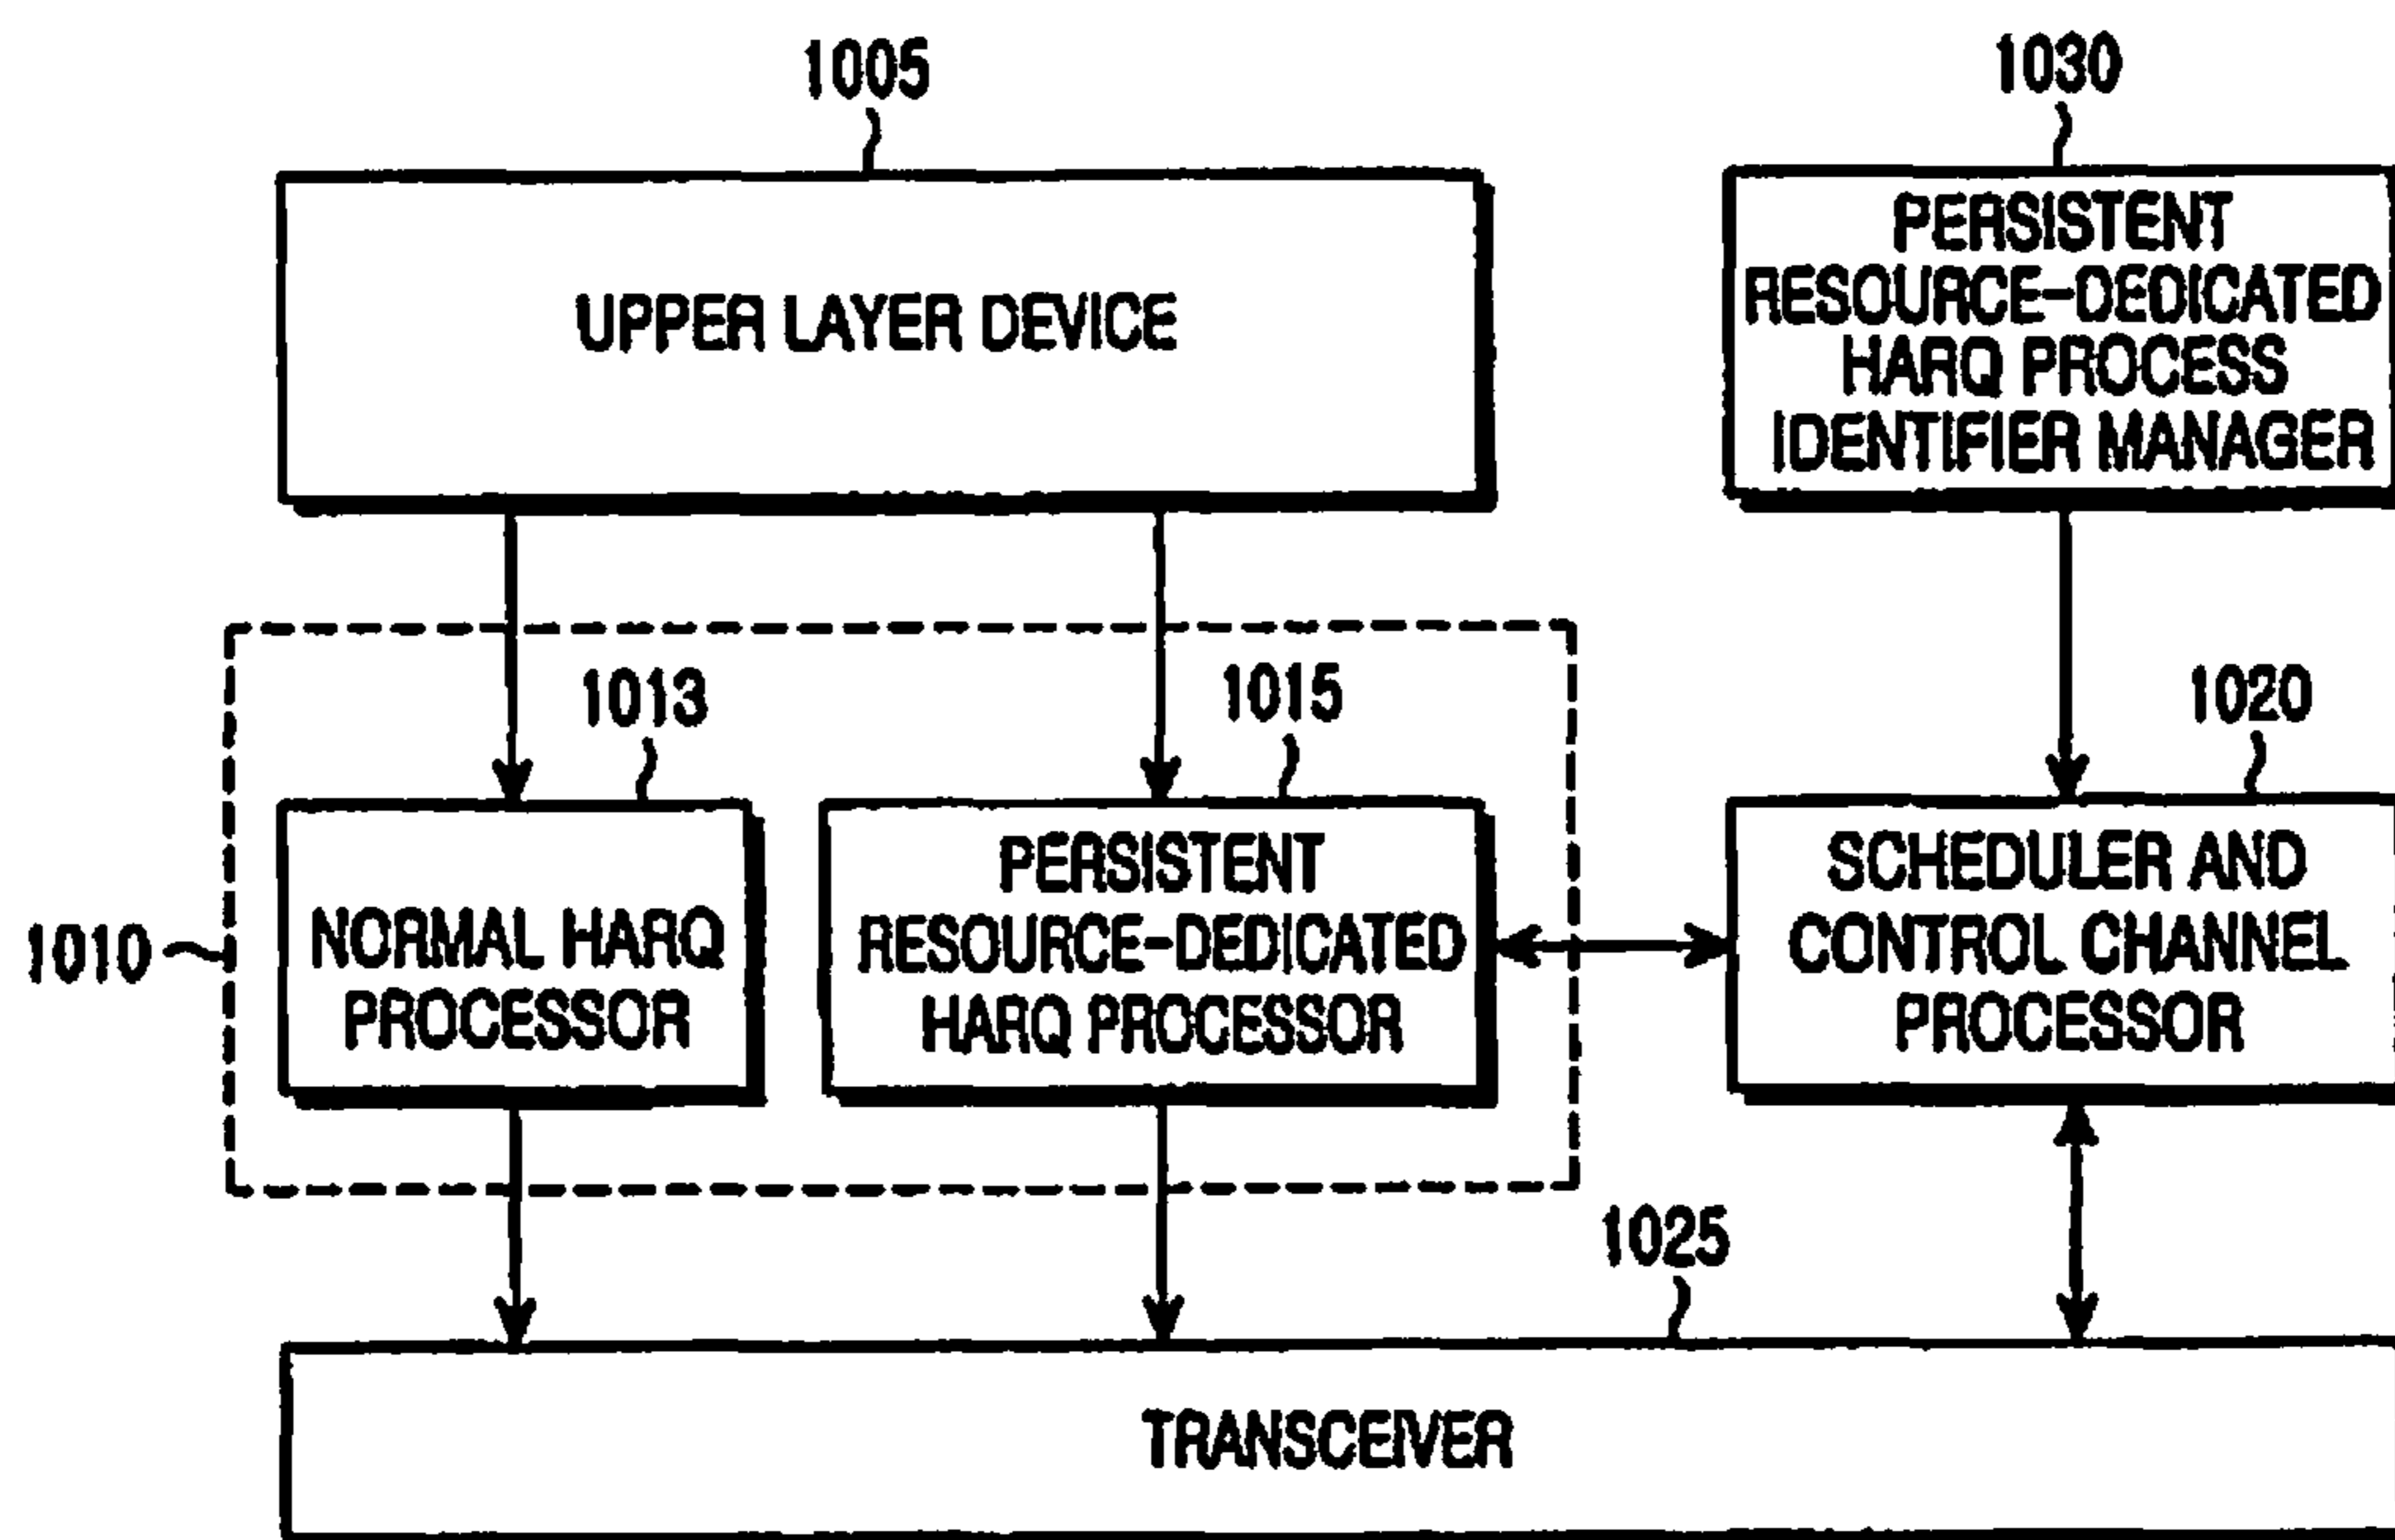 1005
1030
UPPER LAYER DEVICE
PERSISTENT
RESOURCE-DEDICATED
HARQ PROCESS
IDENTIFIER MANAGER
1013
1015
1020
1010
NORMAL HARQ
PROCESSOR
PERSISTENT
RESOURCE-DEDICATED
HARQ PROCESSOR
SCHEDULER AND
CONTROL CHANNEL
PROCESSOR
1025
TRANSCEIVER